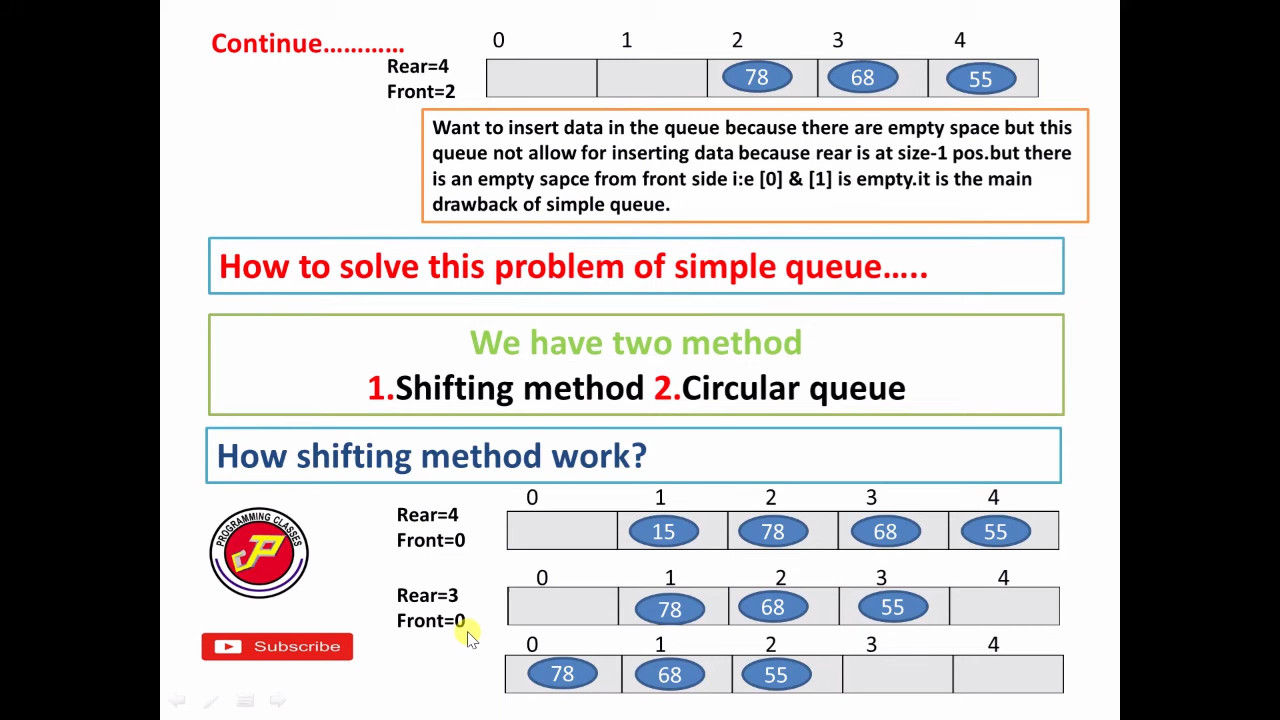 Continue…………
0 1 2 3 4
Rear=4
Front=2
78 68 55
Want to insert data in the queue because there are empty space but this
queue not allow for inserting data because rear is at size-1 pos.but there
is an empty sapce from front side i:e [0] & [1] is empty.it is the main
drawback of simple queue.
How to solve this problem of simple queue…..
We have two method
1.Shifting method 2.Circular queue
How shifting method work?
0 1 2 3 4
Rear=4
Front=0
15 78 68 55
PROGRAMMING CLASSES
JP
0 1 2 3 4
Rear=3
Front=0
78 68 55
Subscribe
0 1 2 3 4
78 68 55